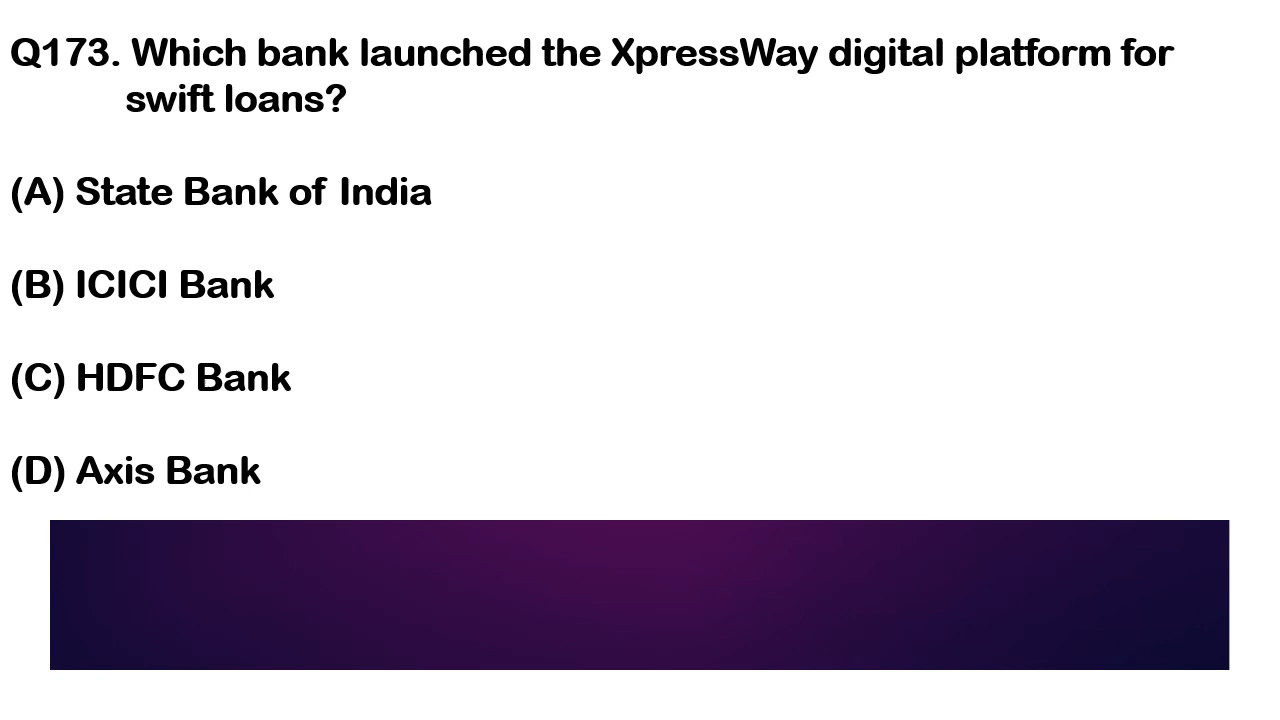 Q173. Which bank launched the XpressWay digital platform for
swift loans?
(A) State Bank of India
(B) ICICI Bank
(C) HDFC Bank
(D) Axis Bank